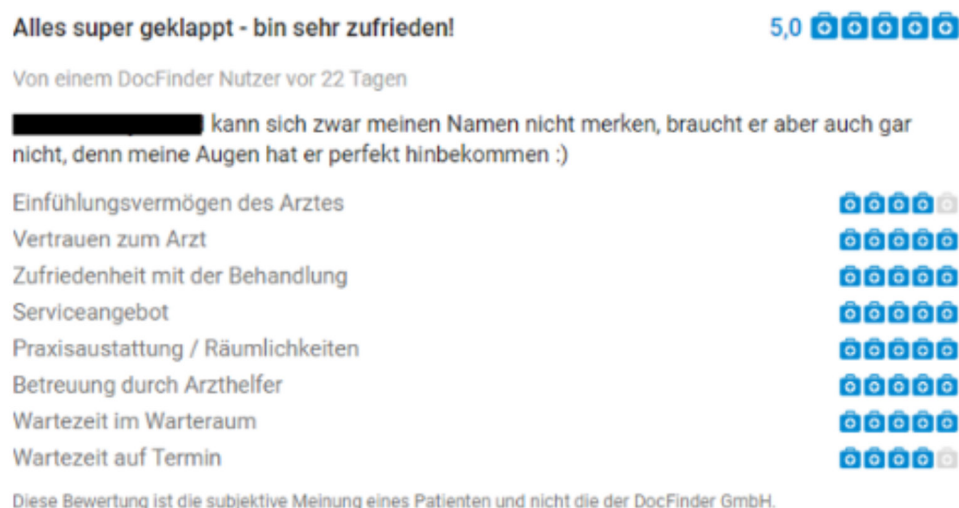 Alles super geklappt - bin sehr zufrieden!
5,0
Von einem DocFinder Nutzer vor 22 Tagen
kann sich zwar meinen Namen nicht merken, braucht er aber auch gar
nicht, denn meine Augen hat er perfekt hinbekommen :)
Einfühlungsvermögen des Arztes
Vertrauen zum Arzt
Zufriedenheit mit der Behandlung
Serviceangebot
Praxisaustattung / Räumlichkeiten
Betreuung durch Arzthelfer
Wartezeit im Warteraum
Wartezeit auf Termin
Diese Bewertung ist die subjektive Meinung eines Patienten und nicht die der DocFinder GmbH.